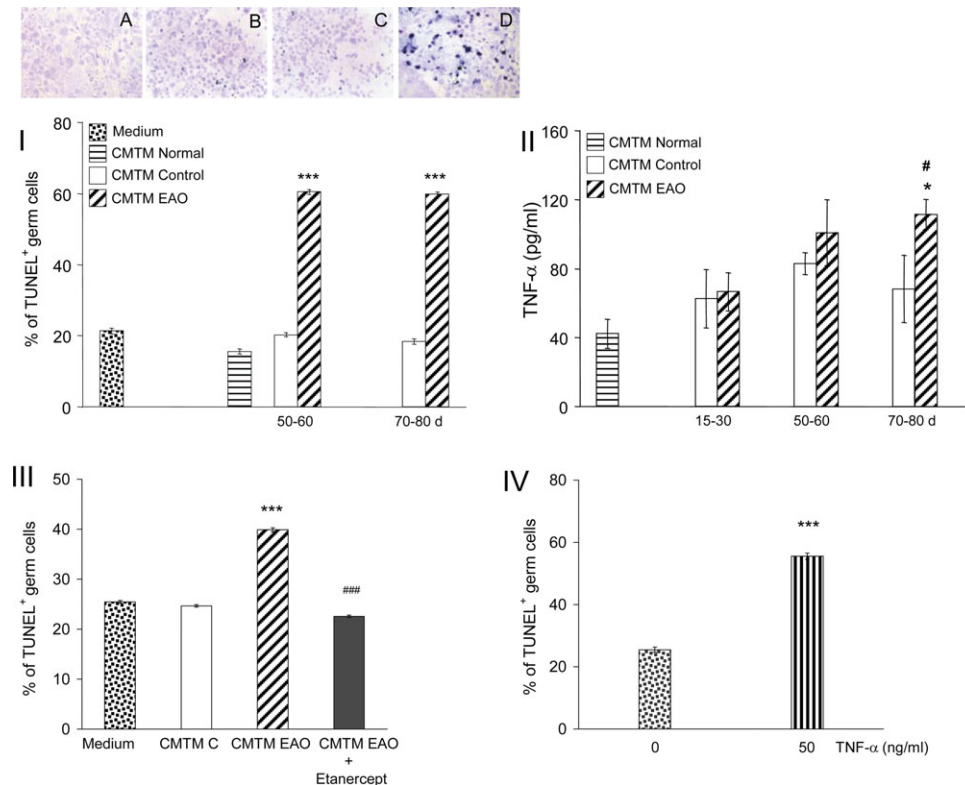 A B C D
I
% of TUNEL+ germ cells
80
60
40
20
0
Medium
CMTM Normal
CMTM Control
CMTM EAO
***
***
50-60
70-80 d
II
TNF-α (pg/ml)
160
120
80
40
0
CMTM Normal
CMTM Control
CMTM EAO
#
*
15-30
50-60
70-80 d
III
% of TUNEL+ germ cells
50
40
30
20
10
0
***
###
Medium
CMTM C
CMTM EAO
CMTM EAO
+
Etanercept
IV
% of TUNEL+ germ cells
80
60
40
20
0
***
0
50
TNF-α (ng/ml)